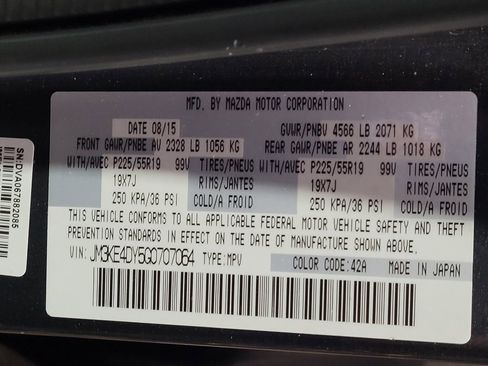 MFD. BY MAZDA MOTOR CORPORATION
DATE 08/15 GVWR/PNBV 4566 LB 2071 KG
FRONT GAWR/PNBE AV 2328 LB 1056 KG REAR GAWR/PNBE AR 2244 LB 1018 KG
WITH/AVEC P225/55R19 99V TIRES/PNEUS WITH/AVEC P225/55R19 99V TIRES/PNEUS
19X7J RIMS/JANTES 19X7J RIMS/JANTES
250 KPA/36 PSI COLD/A FROID 250 KPA/36 PSI COLD/A FROID
THIS VEHICLE CONFORMS TO ALL APPLICABLE FEDERAL MOTOR VEHICLE SAFETY AND THEFT
PREVENTION STANDARDS IN EFFECT ON THE DATE OF MANUFACTURE SHOWN ABOVE.
VIN: JM3KE4DY5G0707064 TYPE: MPV COLOR CODE: 42A MADE IN JAPAN
SN:DVA067882085